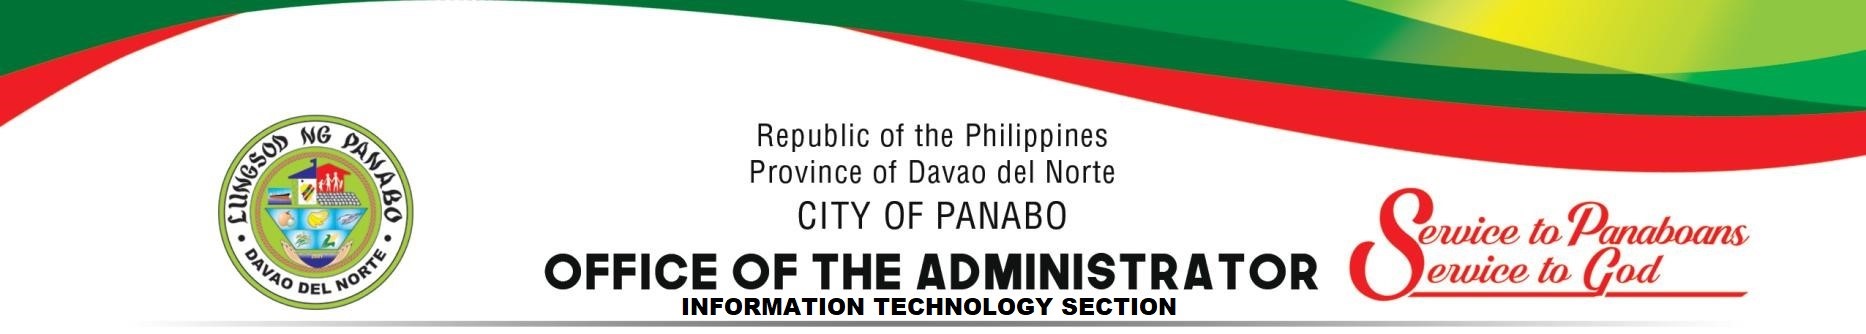 LUNGSOD NG PANABO
• DAVAO DEL NORTE •
2001
Republic of the Philippines
Province of Davao del Norte
CITY OF PANABO
OFFICE OF THE ADMINISTRATOR
INFORMATION TECHNOLOGY SECTION
Service to Panaboans
Service to God